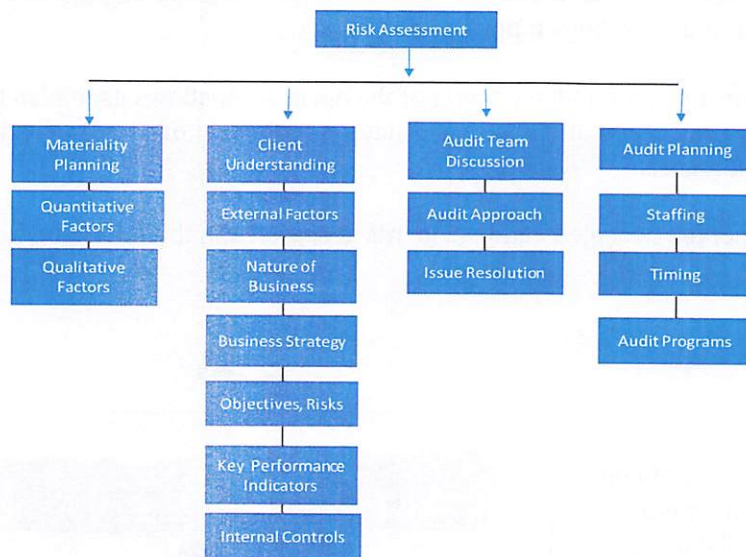 Risk Assessment
Materiality
Planning
Quantitative
Factors
Qualitative
Factors
Client
Understanding
External Factors
Nature of
Business
Business Strategy
Objectives, Risks
Key Performance
Indicators
Internal Controls
Audit Team
Discussion
Audit Approach
Issue Resolution
Audit Planning
Staffing
Timing
Audit Programs